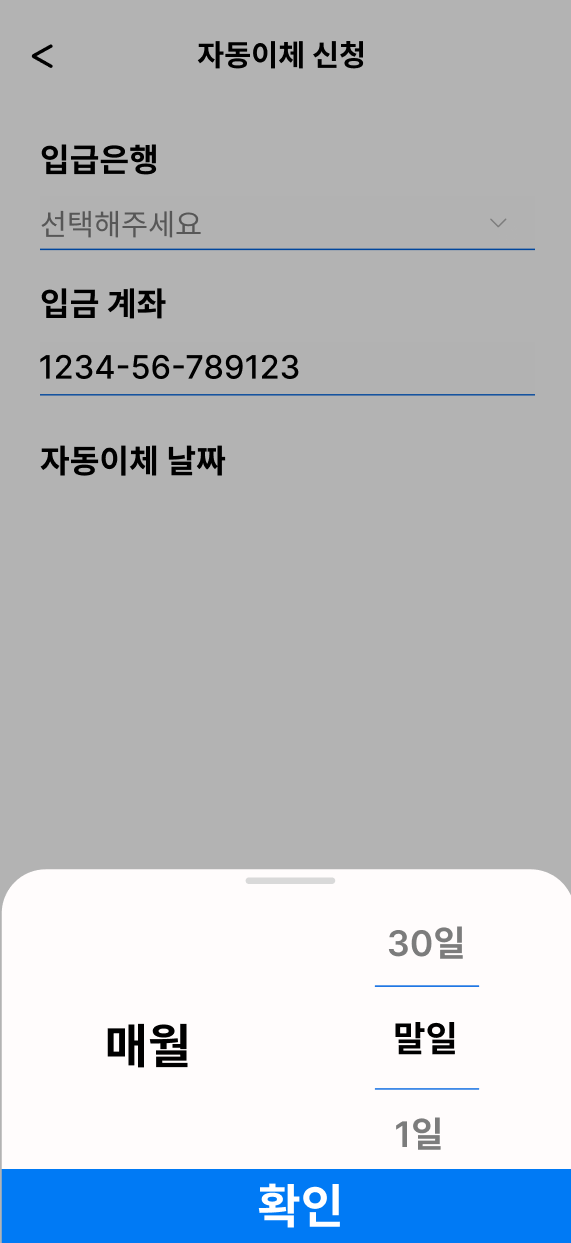 < 자동이체 신청
입급은행
선택해주세요
입금 계좌
1234-56-789123
자동이체 날짜
30일
매월 말일
1일
확인